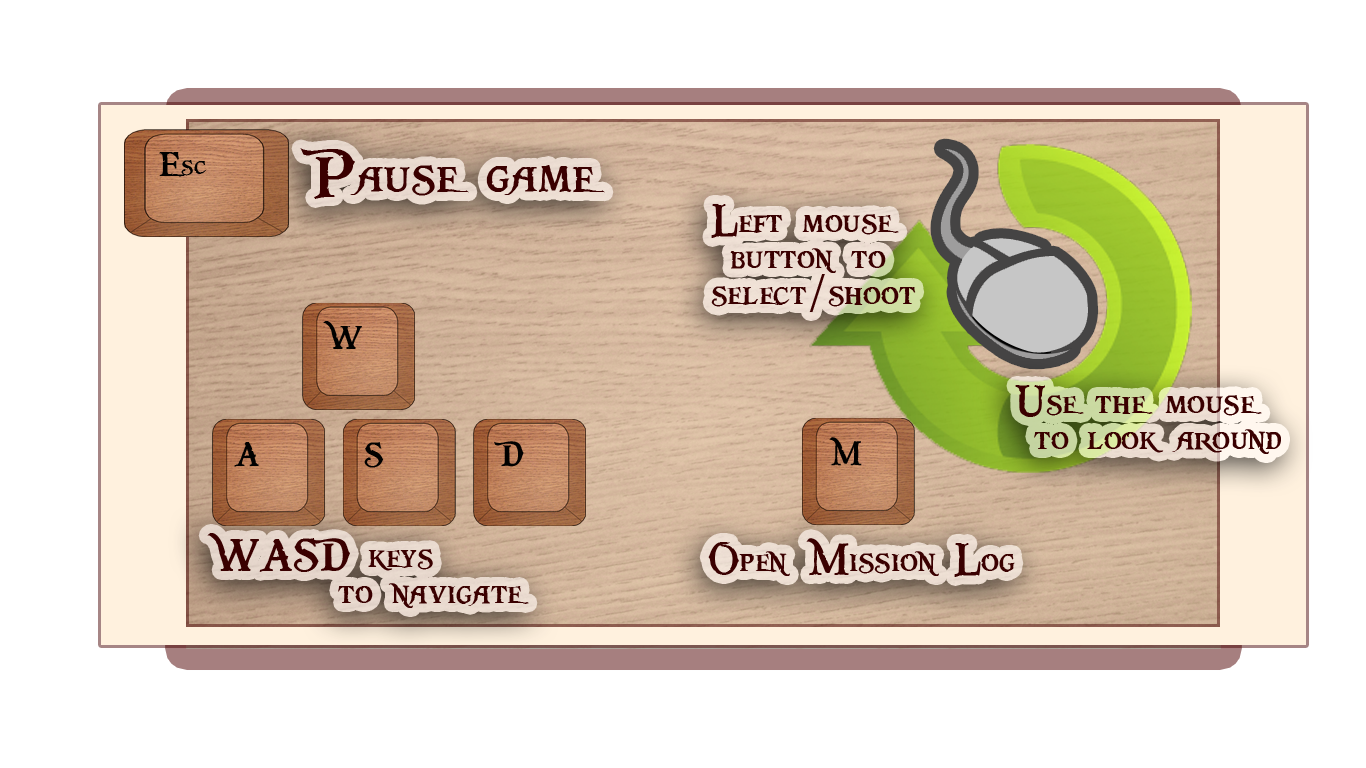 Esc
Pause game
Left mouse
button to
select/shoot
W
Use the mouse
to look around
A S D
M
WASD keys
to navigate
Open Mission Log